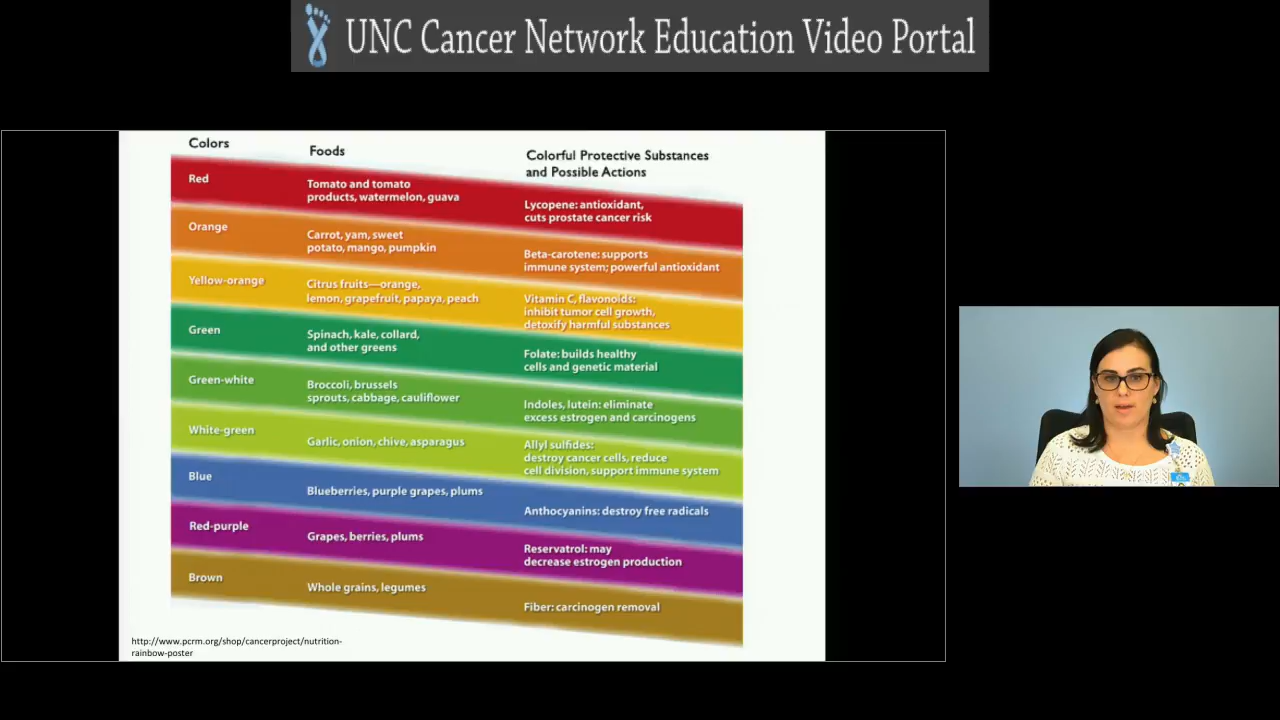 UNC Cancer Network Education Video Portal
Colors
Foods
Colorful Protective Substances
and Possible Actions
Red
Tomato and tomato
products, watermelon, guava
Lycopene: antioxidant,
cuts prostate cancer risk
Orange
Carrot, yam, sweet
potato, mango, pumpkin
Beta-carotene: supports
immune system; powerful antioxidant
Yellow-orange
Citrus fruits—orange,
lemon, grapefruit, papaya, peach
Vitamin C, flavonoids:
inhibit tumor cell growth,
detoxify harmful substances
Green
Spinach, kale, collard,
and other greens
Folate: builds healthy
cells and genetic material
Green-white
Broccoli, brussels
sprouts, cabbage, cauliflower
Indoles, lutein: eliminate
excess estrogen and carcinogens
White-green
Garlic, onion, chive, asparagus
Allyl sulfides:
destroy cancer cells, reduce
cell division, support immune system
Blue
Blueberries, purple grapes, plums
Anthocyanins: destroy free radicals
Red-purple
Grapes, berries, plums
Reservatrol: may
decrease estrogen production
Brown
Whole grains, legumes
Fiber: carcinogen removal
http://www.pcrm.org/shop/cancerproject/nutrition-
rainbow-poster